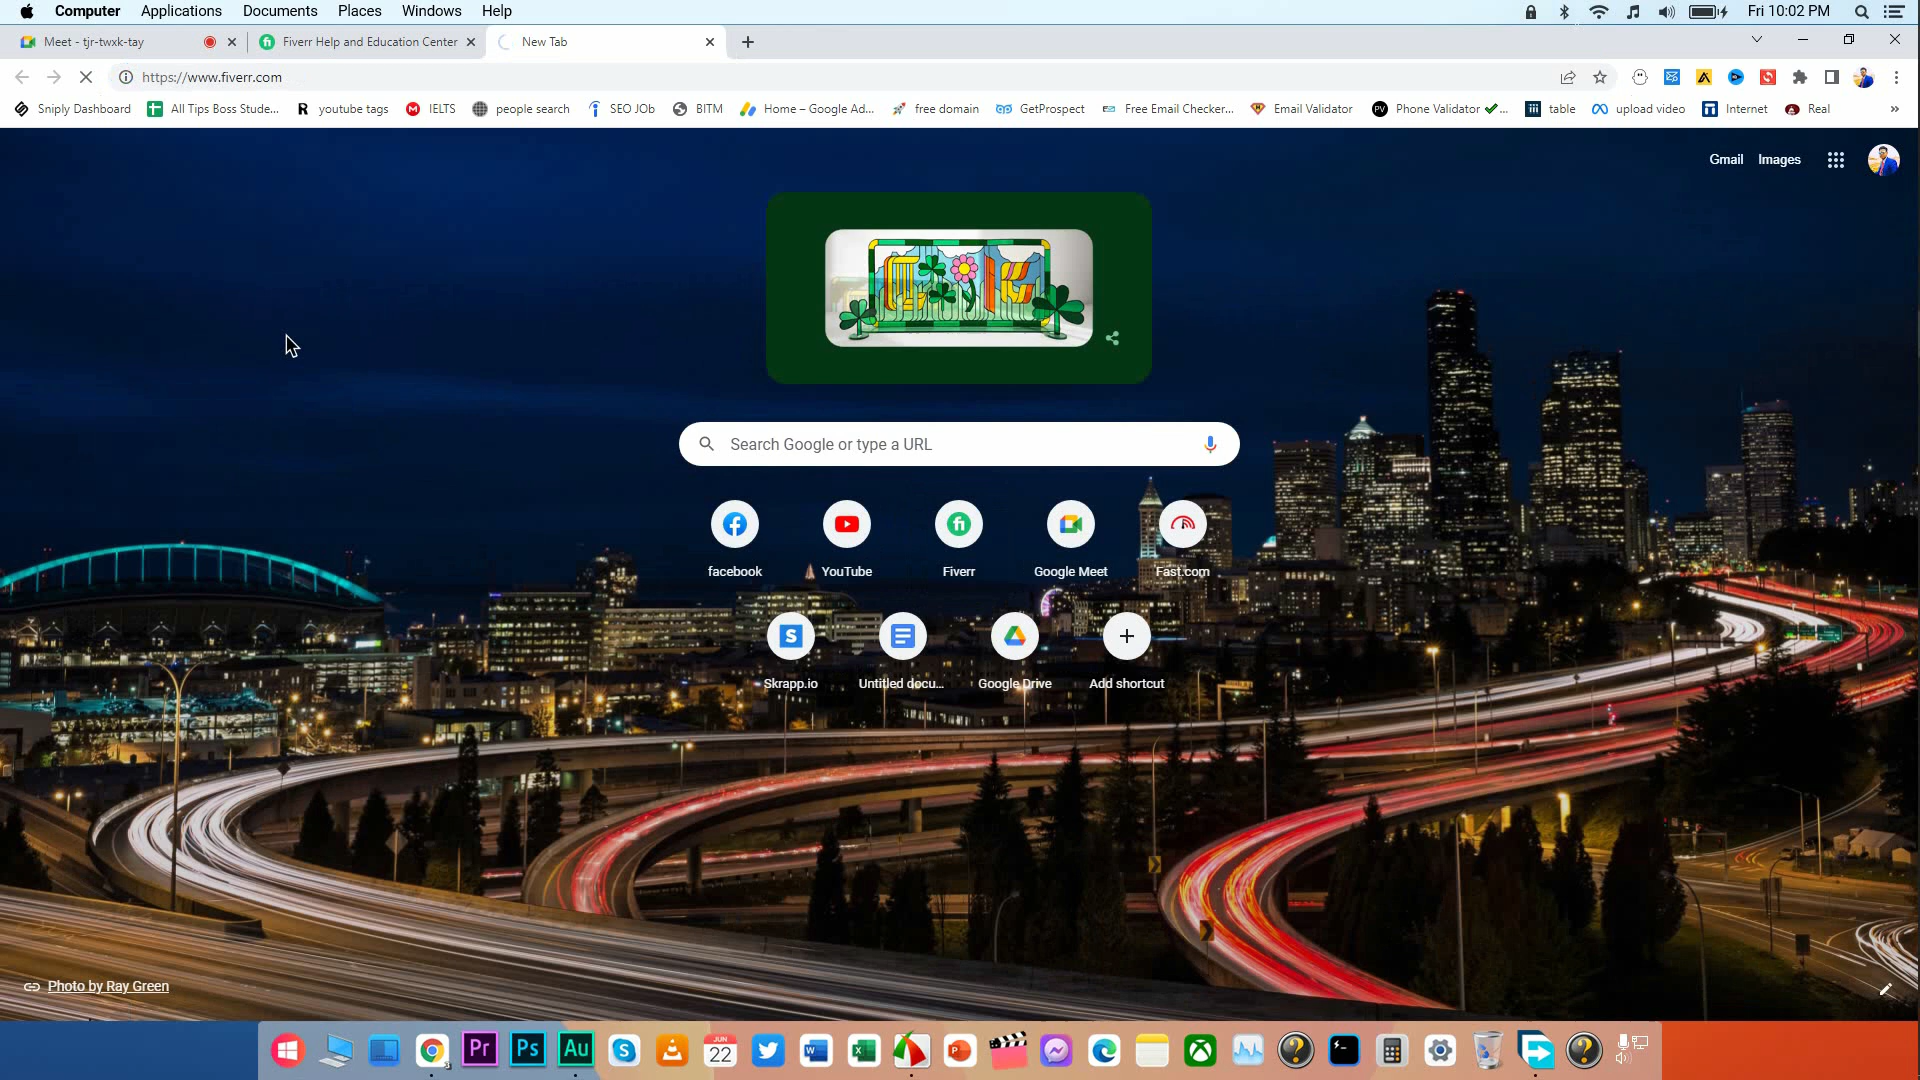 Computer Applications Documents Places Windows Help
Fri 10:02 PM
Meet - tjr-twxk-tay
Fiverr Help and Education Center
New Tab
https://www.fiverr.com
Sniply Dashboard
All Tips Boss Stude...
R youtube tags
IELTS
people search
SEO JOb
BITM
Home – Google Ad...
free domain
GetProspect
Free Email Checker...
Email Validator
PV Phone Validator ✔...
table
upload video
Internet
Real
»
Gmail Images
Search Google or type a URL
facebook YouTube Fiverr Google Meet Fast.com
Skrapp.io Untitled docu... Google Drive Add shortcut
Photo by Ray Green
Pr Ps Au
JUN
22